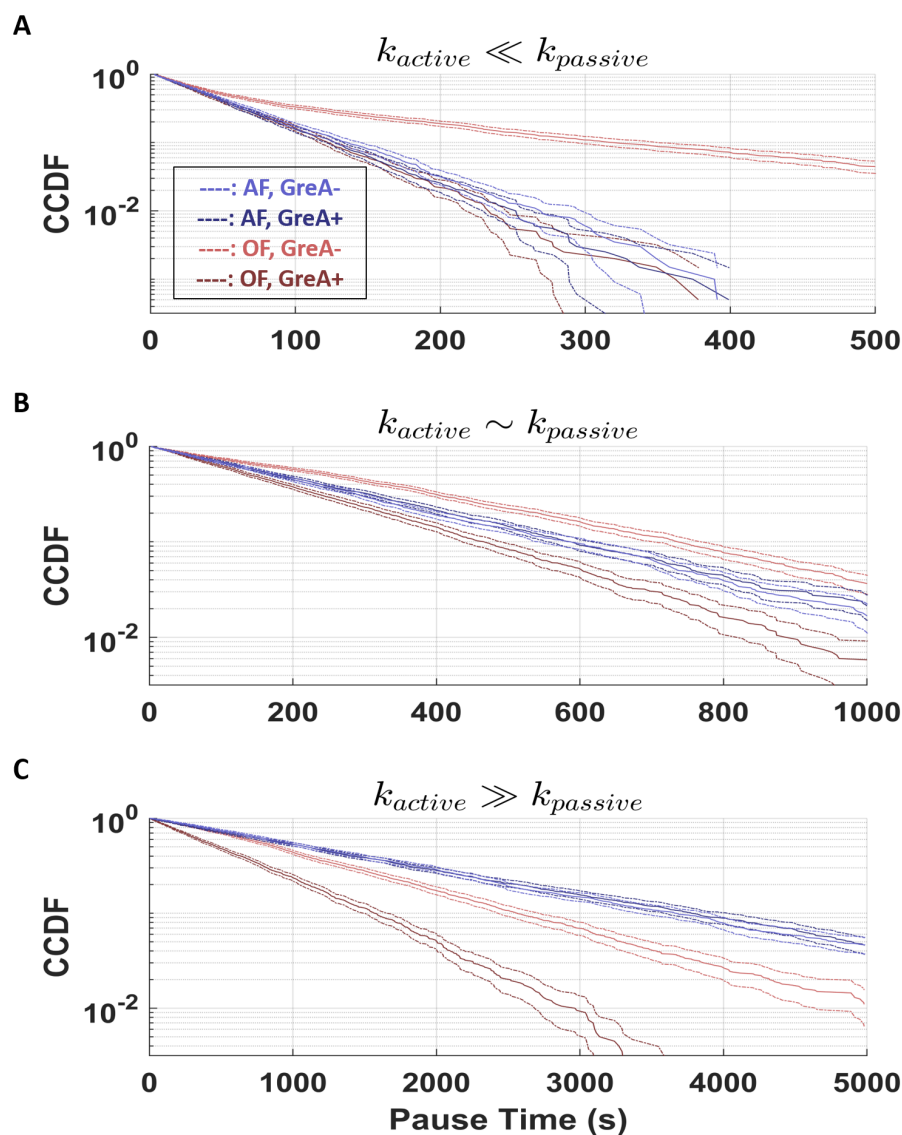 A
k_active ≪ k_passive
10^0
10^-2
CCDF
----: AF, GreA-
----: AF, GreA+
----: OF, GreA-
----: OF, GreA+
0 100 200 300 400 500
B
k_active ∼ k_passive
10^0
10^-2
CCDF
0 200 400 600 800 1000
C
k_active ≫ k_passive
10^0
10^-2
CCDF
0 1000 2000 3000 4000 5000
Pause Time (s)